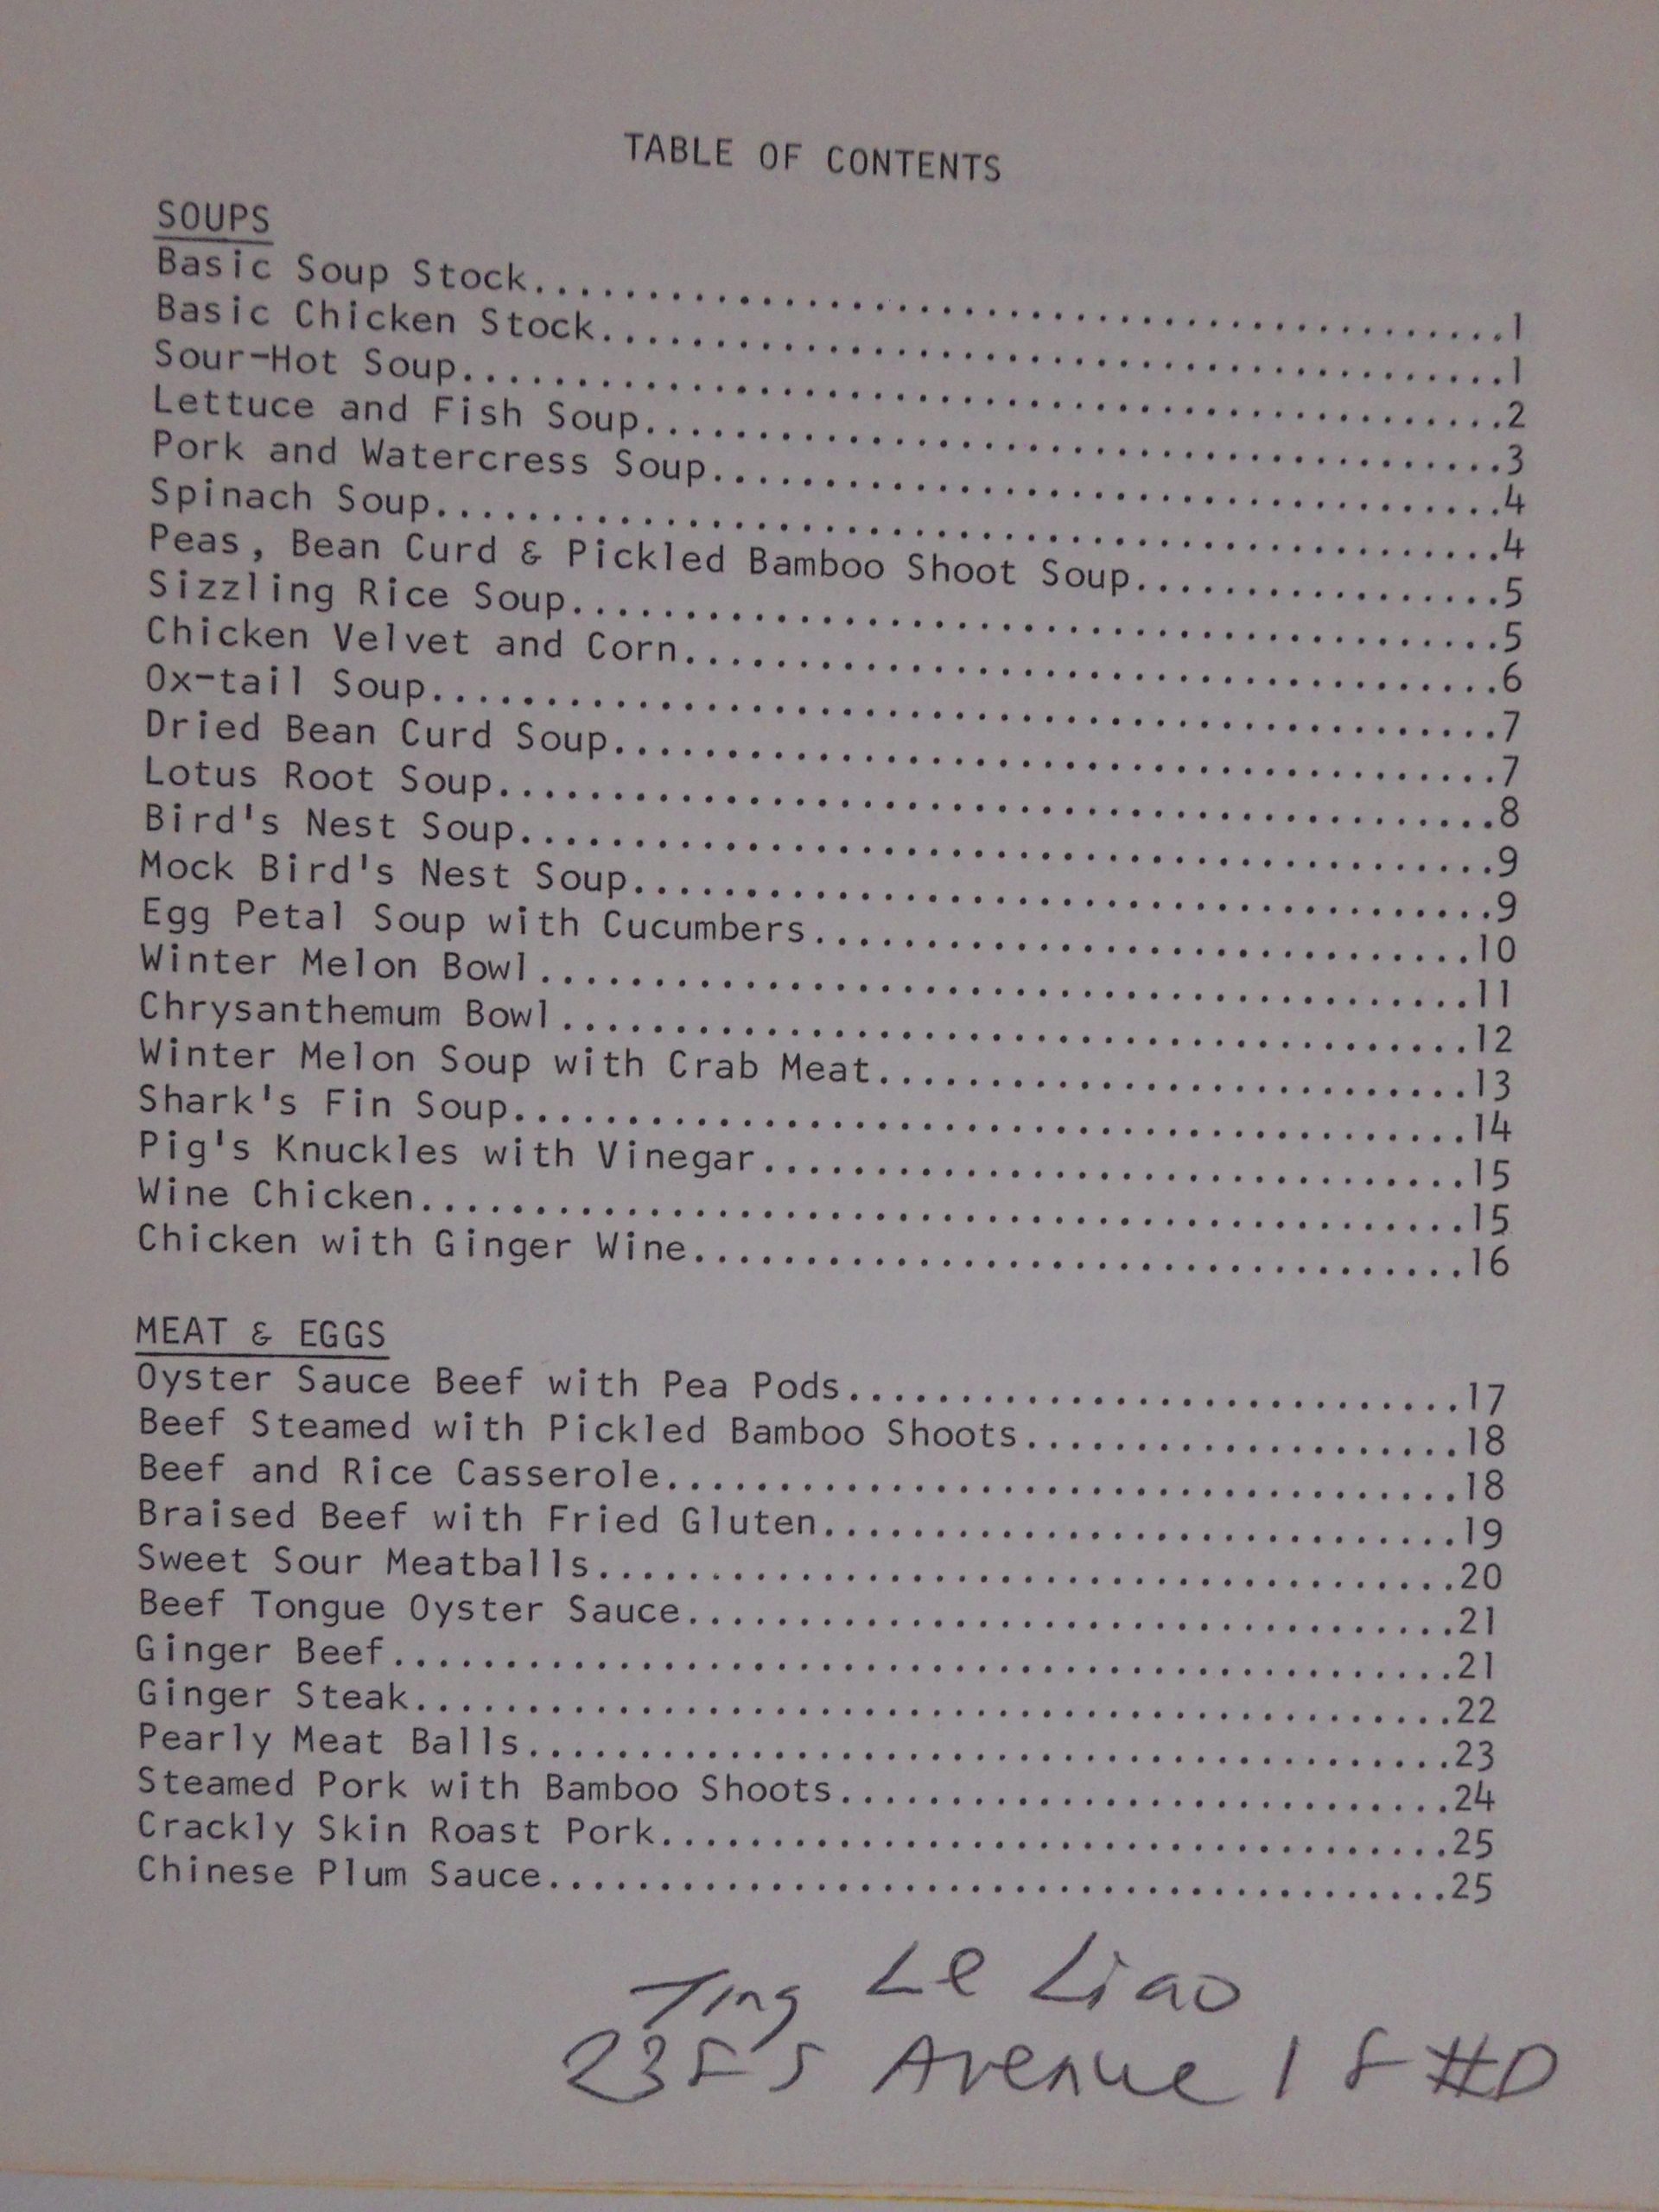 TABLE OF CONTENTS
SOUPS
Basic Soup Stock...........................................1
Basic Chicken Stock........................................1
Sour-Hot Soup..............................................2
Lettuce and Fish Soup......................................3
Pork and Watercress Soup...................................4
Spinach Soup...............................................4
Peas, Bean Curd & Pickled Bamboo Shoot Soup................5
Sizzling Rice Soup.........................................5
Chicken Velvet and Corn....................................6
Ox-tail Soup...............................................7
Dried Bean Curd Soup.......................................7
Lotus Root Soup............................................8
Bird's Nest Soup...........................................9
Mock Bird's Nest Soup......................................9
Egg Petal Soup with Cucumbers.............................10
Winter Melon Bowl.........................................11
Chrysanthemum Bowl........................................12
Winter Melon Soup with Crab Meat..........................13
Shark's Fin Soup..........................................14
Pig's Knuckles with Vinegar...............................15
Wine Chicken..............................................15
Chicken with Ginger Wine..................................16
MEAT & EGGS
Oyster Sauce Beef with Pea Pods...........................17
Beef Steamed with Pickled Bamboo Shoots...................18
Beef and Rice Casserole...................................18
Braised Beef with Fried Gluten............................19
Sweet Sour Meatballs......................................20
Beef Tongue Oyster Sauce..................................21
Ginger Beef...............................................21
Ginger Steak..............................................22
Pearly Meat Balls.........................................23
Steamed Pork with Bamboo Shoots...........................24
Crackly Skin Roast Pork...................................25
Chinese Plum Sauce........................................25
Ting Le Liao
Avenue 1 F #D